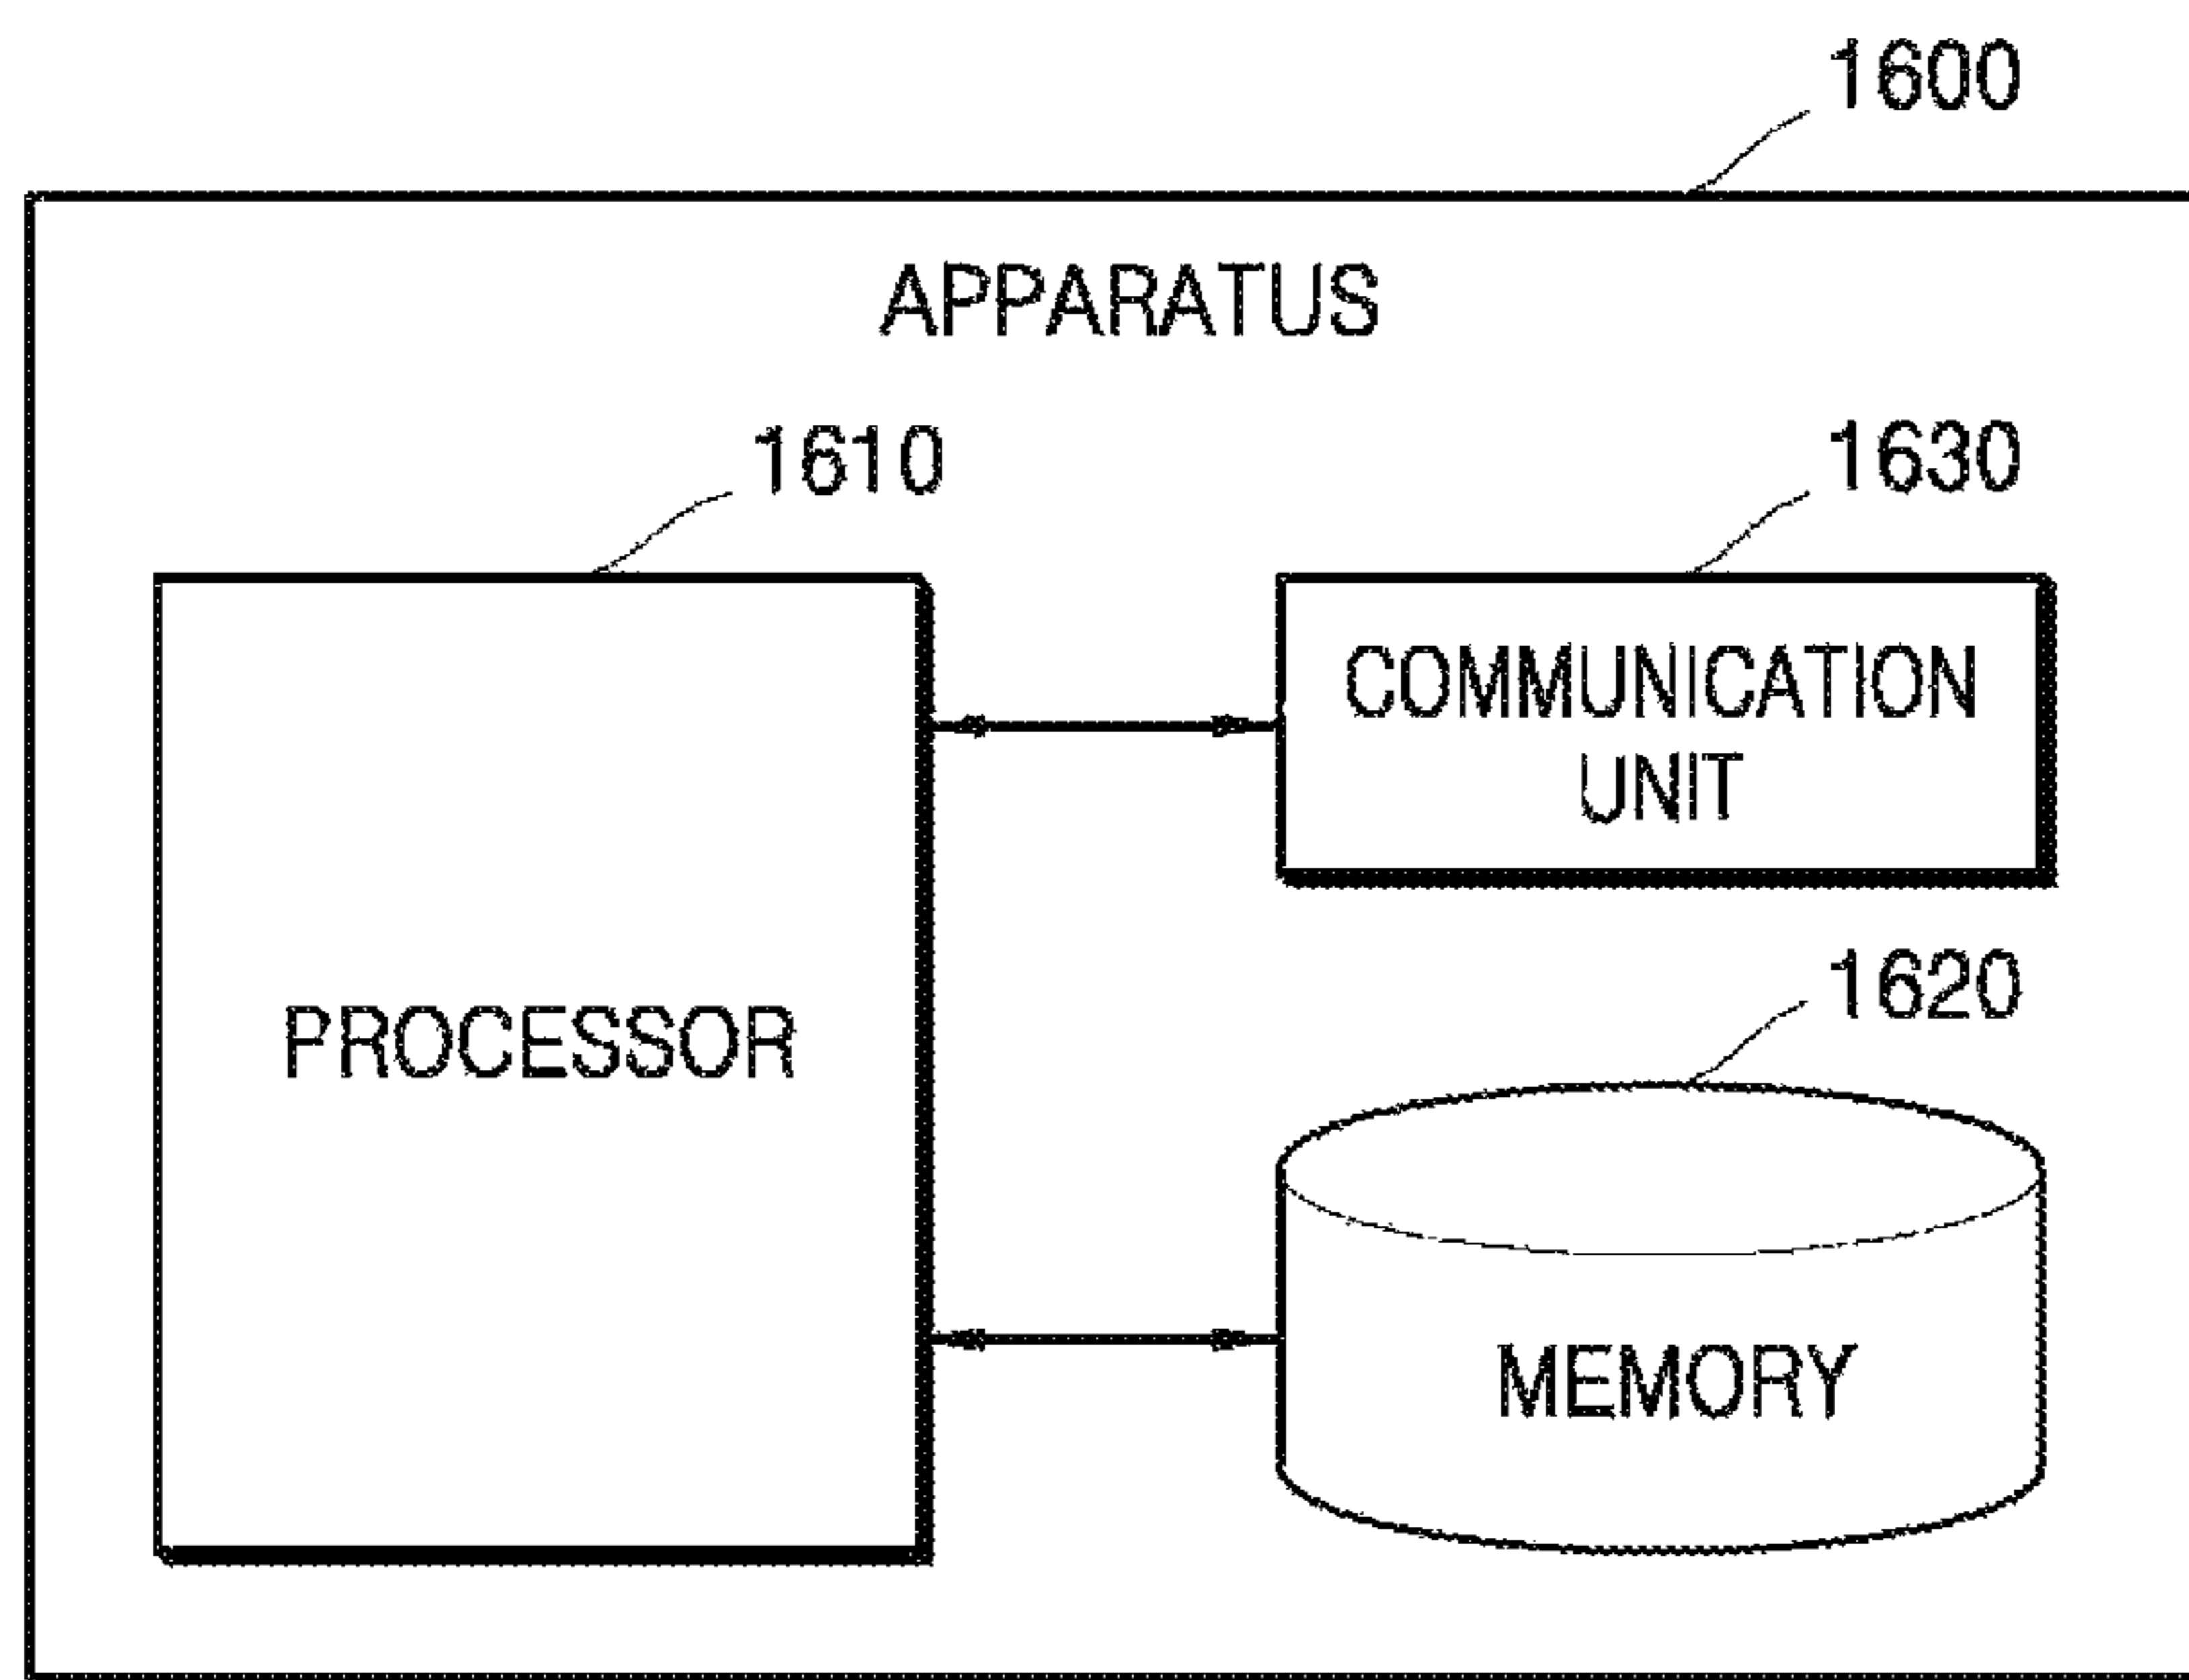 1600
APPARATUS
1610
1630
COMMUNICATION
UNIT
PROCESSOR
1620
MEMORY